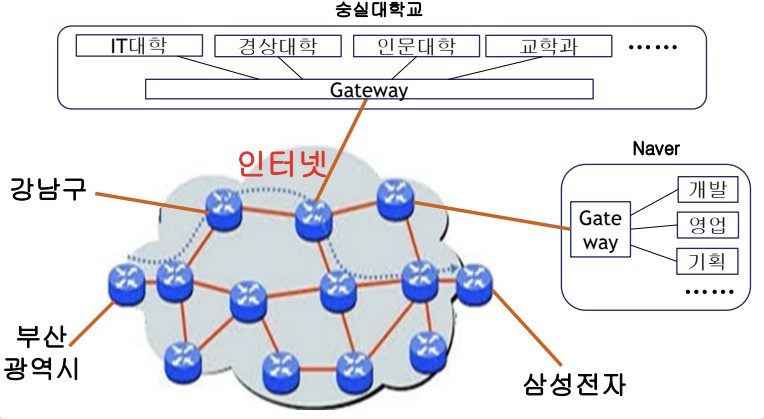 숭실대학교
IT대학 경상대학 인문대학 교학과 ······
Gateway
인터넷
Naver
강남구
개발
Gate
way
영업
기획
······
부산
광역시
삼성전자